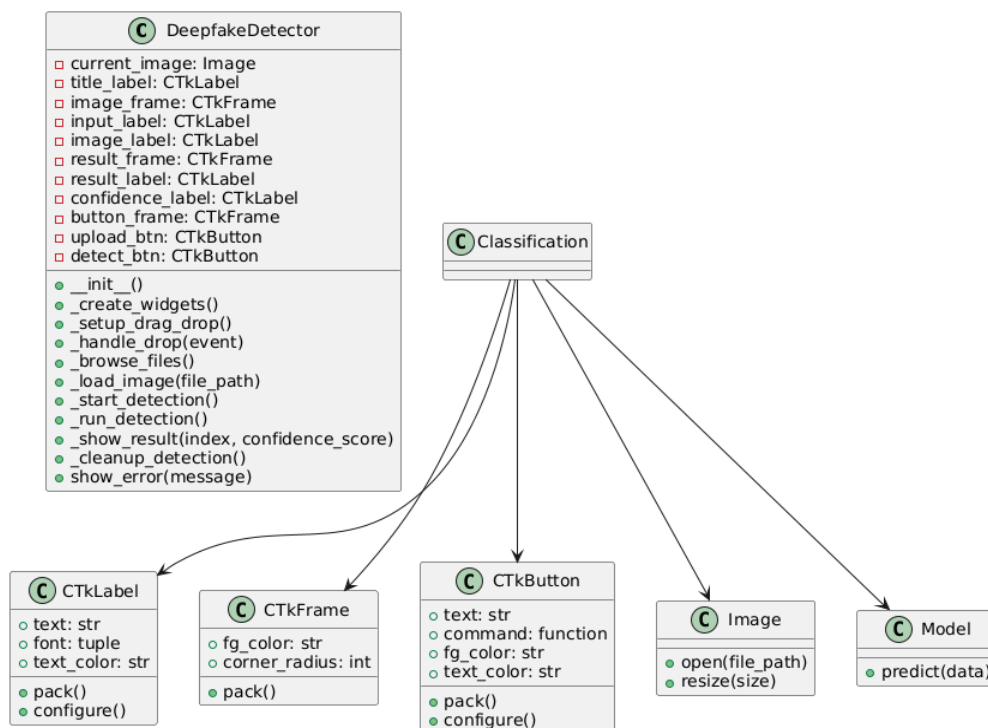 C DeepfakeDetector
current_image: Image
title_label: CTkLabel
image_frame: CTkFrame
input_label: CTkLabel
image_label: CTkLabel
result_frame: CTkFrame
result_label: CTkLabel
confidence_label: CTkLabel
button_frame: CTkFrame
upload_btn: CTkButton
detect_btn: CTkButton
__init__()
_create_widgets()
_setup_drag_drop()
_handle_drop(event)
_browse_files()
_load_image(file_path)
_start_detection()
_run_detection()
_show_result(index, confidence_score)
_cleanup_detection()
show_error(message)
C Classification
C CTkLabel
text: str
font: tuple
text_color: str
pack()
configure()
C CTkFrame
fg_color: str
corner_radius: int
pack()
C CTkButton
text: str
command: function
fg_color: str
text_color: str
pack()
configure()
C Image
open(file_path)
resize(size)
C Model
predict(data)